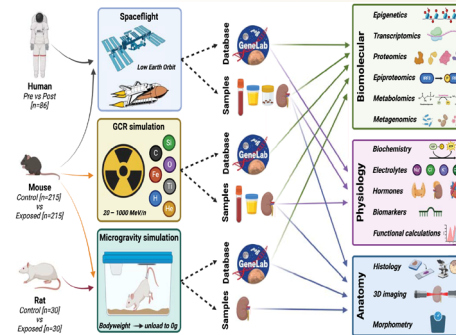 Human
Pre vs Post
[n=86]
Mouse
Control [n=215]
vs
Exposed [n=215]
Rat
Control [n=30]
vs
Exposed [n=30]
Spaceflight
Low Earth Orbit
GCR simulation
Si
C
O
Fe
Ti
H
He
20 – 1000 MeV/n
Microgravity simulation
Bodyweight → unload to 0g
Database
GeneLab
Samples
Database
GeneLab
Samples
Database
GeneLab
Samples
Biomolecular
Epigenetics
Transcriptomics
Proteomics
Epiproteomics
Metabolomics
Metagenomics
Physiology
Biochemistry
Electrolytes
Hormones
Biomarkers
Functional calculations
Anatomy
Histology
3D imaging
Morphometry